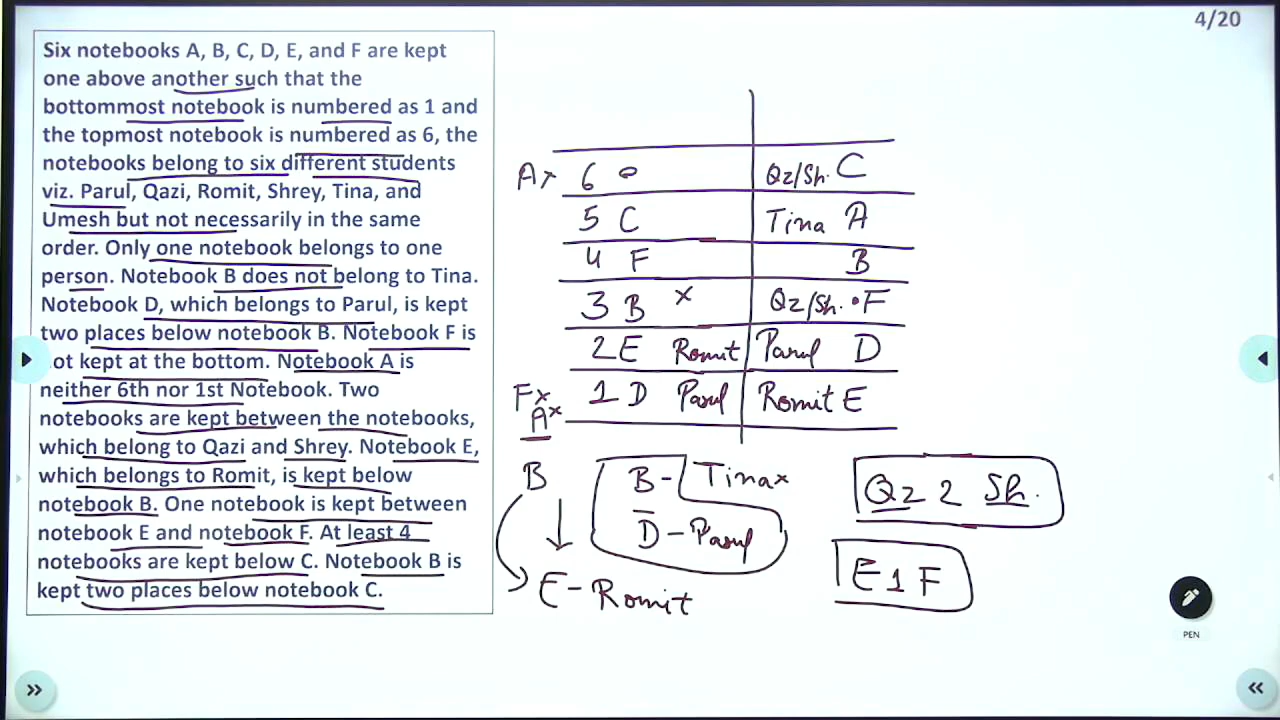 4/20
Six notebooks A, B, C, D, E, and F are kept
one above another such that the
bottommost notebook is numbered as 1 and
the topmost notebook is numbered as 6, the
notebooks belong to six different students
viz. Parul, Qazi, Romit, Shrey, Tina, and
Umesh but not necessarily in the same
order. Only one notebook belongs to one
person. Notebook B does not belong to Tina.
Notebook D, which belongs to Parul, is kept
two places below notebook B. Notebook F is
ot kept at the bottom. Notebook A is
neither 6th nor 1st Notebook. Two
notebooks are kept between the notebooks,
which belong to Qazi and Shrey. Notebook E,
which belongs to Romit, is kept below
notebook B. One notebook is kept between
notebook E and notebook F. At least 4
notebooks are kept below C. Notebook B is
kept two places below notebook C.
A× 6 Qz/Sh. C
5 C Tina A
4 F B
3 B × Qz/Sh. F
2 E Romit Parul D
F× A× 1 D Parul Romit E
B
E - Romit
B - Tina×
D - Parul
Qz 2 Sh.
E 1 F
PEN